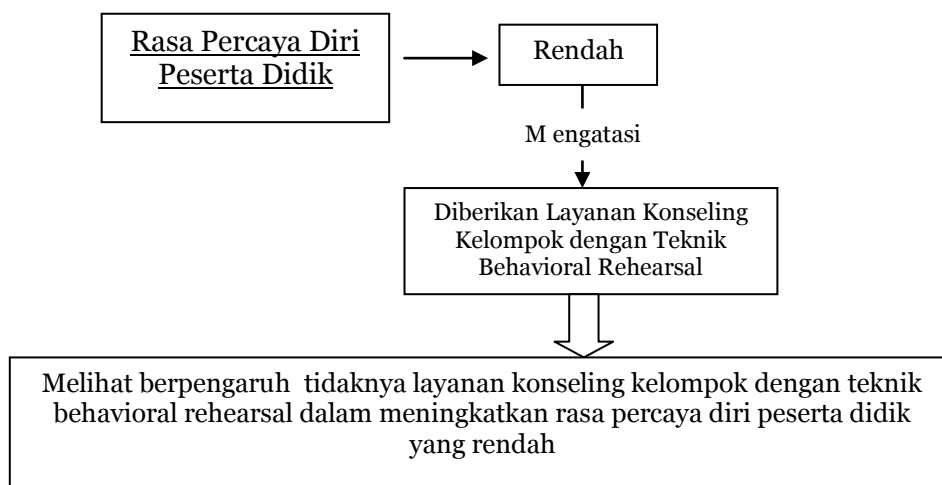 Rasa Percaya Diri
Peserta Didik
Rendah
M engatasi
Diberikan Layanan Konseling
Kelompok dengan Teknik
Behavioral Rehearsal
Melihat berpengaruh  tidaknya layanan konseling kelompok dengan teknik
behavioral rehearsal dalam meningkatkan rasa percaya diri peserta didik
yang rendah